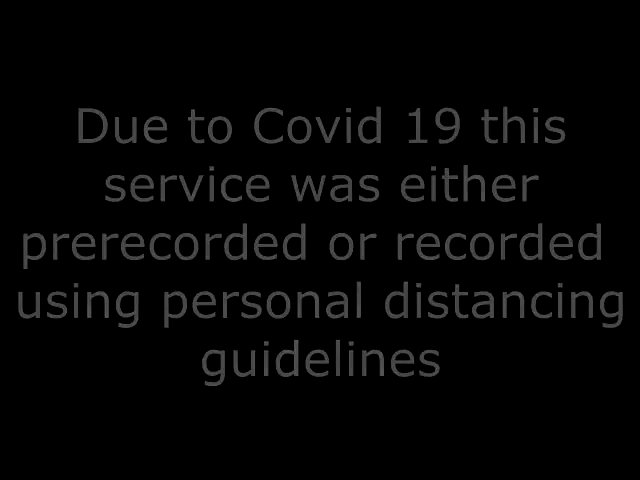 Due to Covid 19 this
service was either
prerecorded or recorded
using personal distancing
guidelines